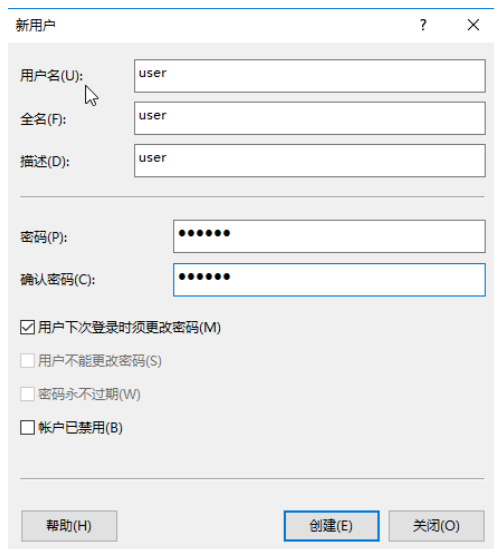 新用户 ?
用户名(U): user
全名(F): user
描述(D): user
密码(P): ●●●●●●
确认密码(C): ●●●●●●
用户下次登录时须更改密码(M)
用户不能更改密码(S)
密码永不过期(W)
帐户已禁用(B)
帮助(H) 创建(E) 关闭(O)